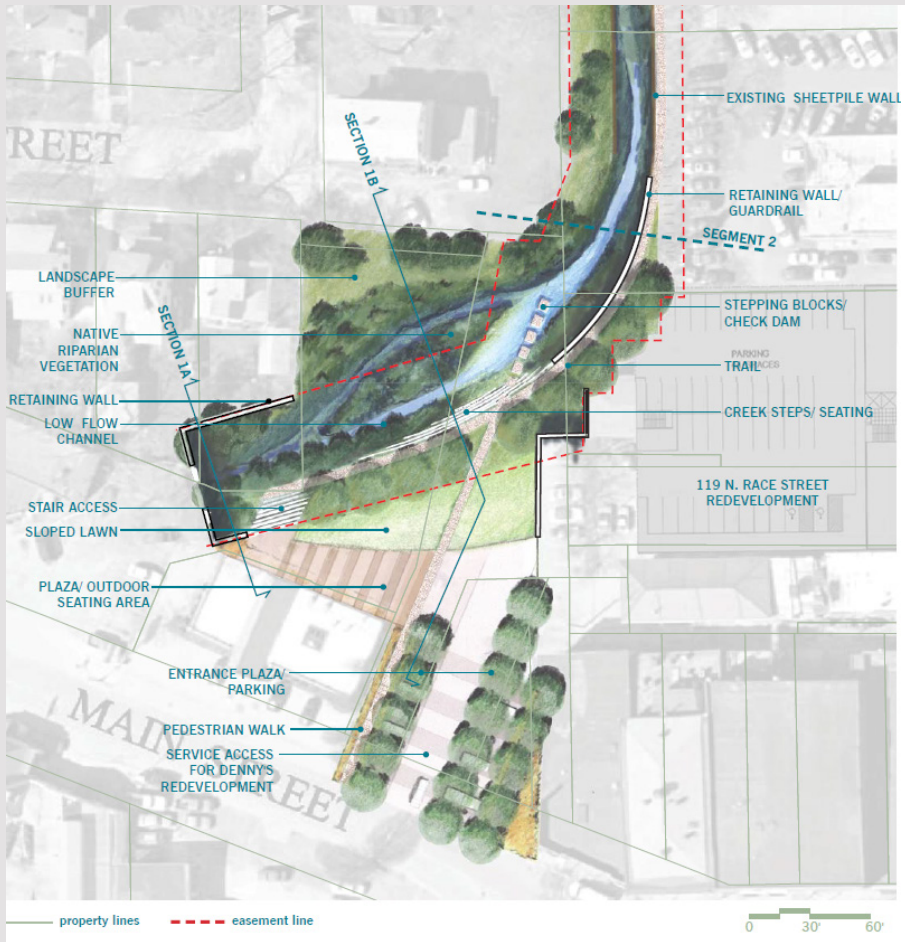 STREET
SECTION 1B
EXISTING SHEETPILE WALL
RETAINING WALL/
GUARDRAIL
SEGMENT 2
LANDSCAPE
BUFFER
STEPPING BLOCKS/
CHECK DAM
SECTION 1A
NATIVE
RIPARIAN
VEGETATION
PARKING
TRAIL
RETAINING WALL
LOW FLOW
CHANNEL
CREEK STEPS/ SEATING
119 N. RACE STREET
REDEVELOPMENT
STAIR ACCESS
SLOPED LAWN
PLAZA/ OUTDOOR
SEATING AREA
ENTRANCE PLAZA/
PARKING
PEDESTRIAN WALK
SERVICE ACCESS
FOR DENNY'S
REDEVELOPMENT
MAIN STREET
property lines
easement line
0 30' 60'